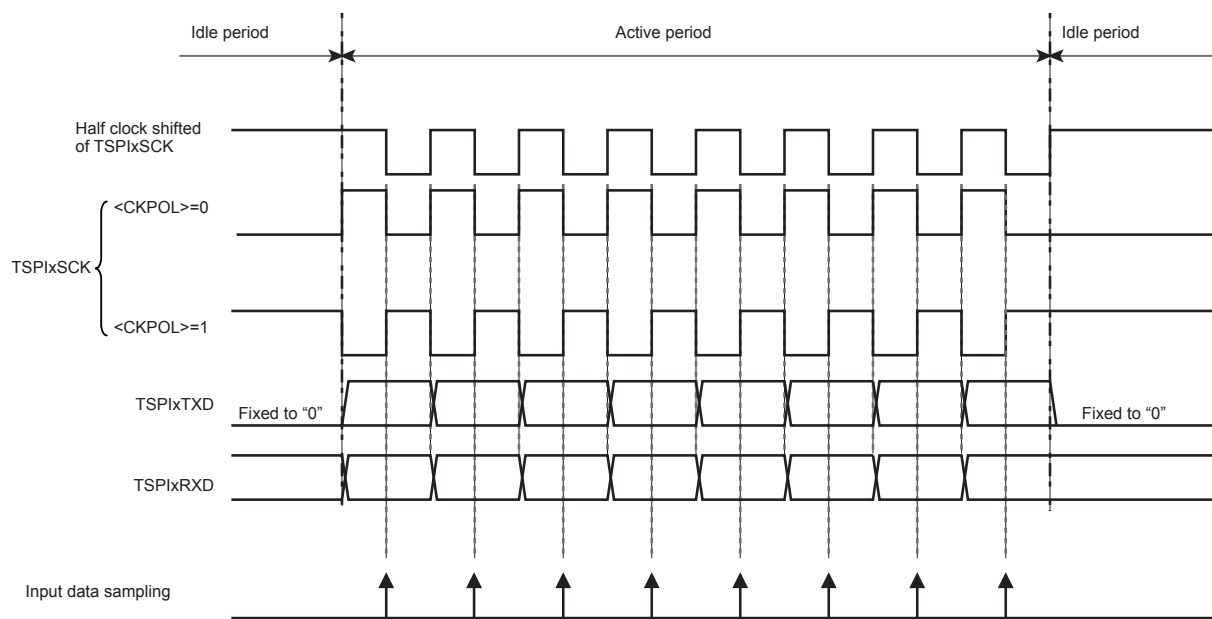 Idle period
Active period
Idle period
Half clock shifted
of TSPIxSCK
<CKPOL>=0
TSPIxSCK
<CKPOL>=1
TSPIxTXD
Fixed to “0”
Fixed to “0”
TSPIxRXD
Input data sampling